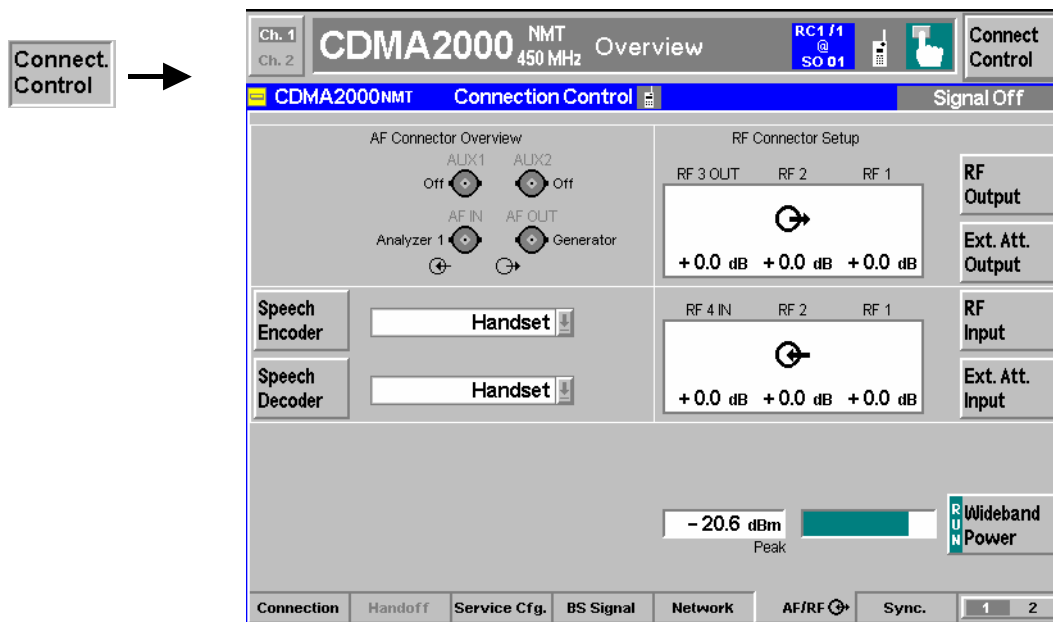 Connect.
Control
Ch. 1
Ch. 2
CDMA2000 NMT 450 MHz Overview
RC1 /1
@
SO 01
Connect
Control
CDMA2000NMT Connection Control
Signal Off
AF Connector Overview
AUX1 AUX2
Off Off
AF IN AF OUT
Analyzer 1 Generator
RF Connector Setup
RF 3 OUT RF 2 RF 1
+ 0.0 dB + 0.0 dB + 0.0 dB
RF
Output
Ext. Att.
Output
Speech
Encoder
Handset
Speech
Decoder
Handset
RF 4 IN RF 2 RF 1
+ 0.0 dB + 0.0 dB + 0.0 dB
RF
Input
Ext. Att.
Input
– 20.6 dBm
Peak
RUN
Wideband
Power
Connection Handoff Service Cfg. BS Signal Network AF/RF Sync. 1 2